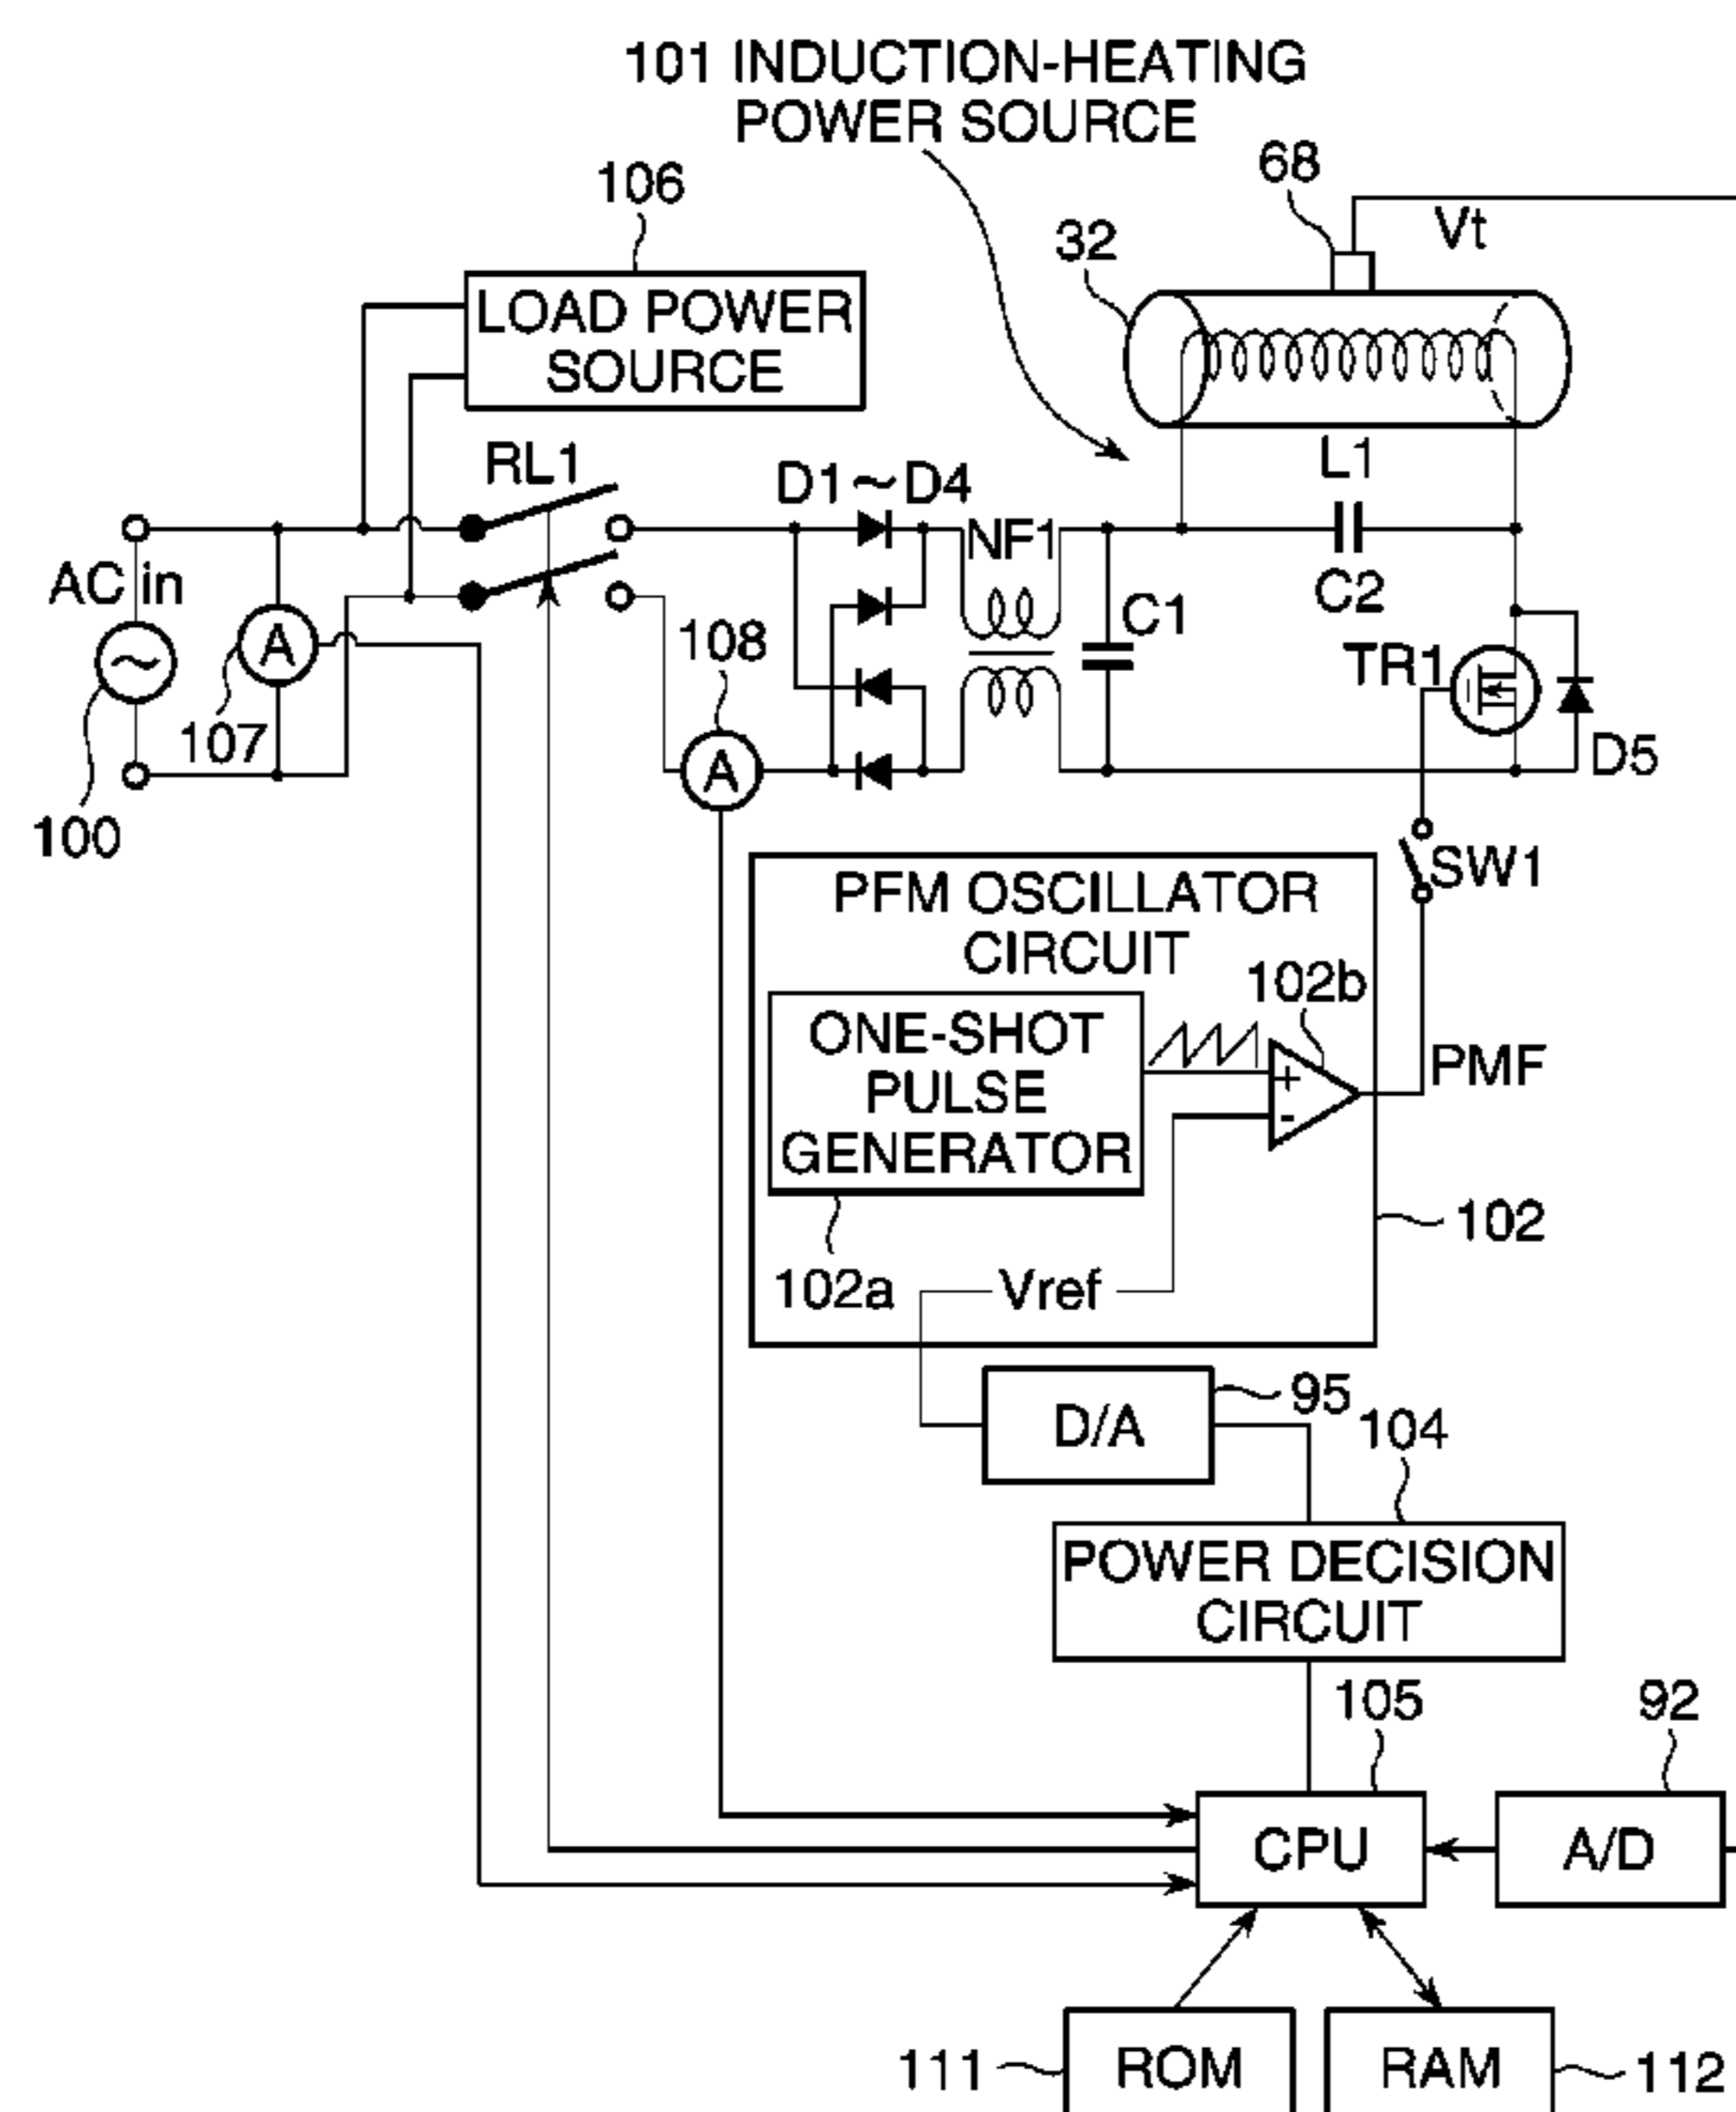 101 INDUCTION-HEATING
POWER SOURCE
106
68
Vt
32
LOAD POWER
SOURCE
RL1
D1~D4
L1
NF1
AC in
C1
C2
108
TR1
A
107
A
D5
100
SW1
PFM OSCILLATOR
CIRCUIT
102b
ONE-SHOT
PULSE
GENERATOR
+
-
PMF
102
102a
Vref
95
D/A
104
POWER DECISION
CIRCUIT
105
92
CPU
A/D
111
ROM
RAM
112